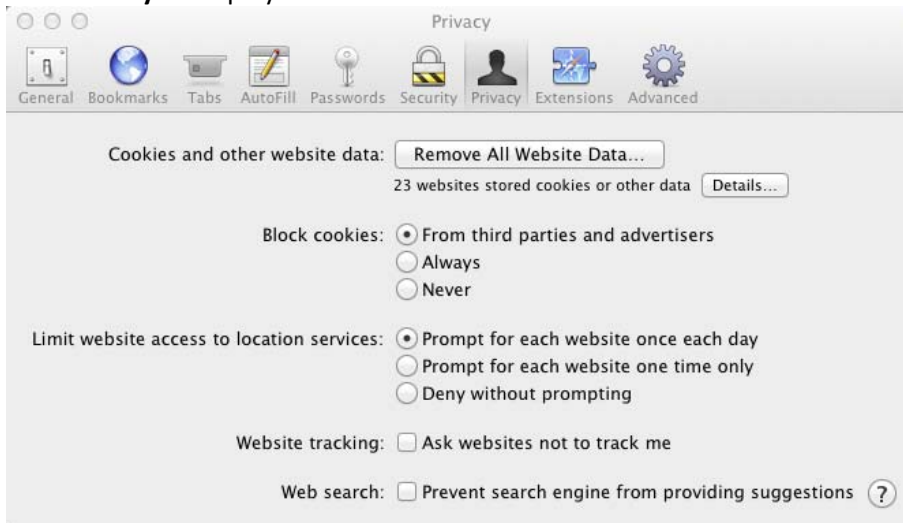 Privacy
General Bookmarks Tabs AutoFill Passwords Security Privacy Extensions Advanced
Cookies and other website data: Remove All Website Data...
23 websites stored cookies or other data Details...
Block cookies: From third parties and advertisers
Always
Never
Limit website access to location services: Prompt for each website once each day
Prompt for each website one time only
Deny without prompting
Website tracking: Ask websites not to track me
Web search: Prevent search engine from providing suggestions ?